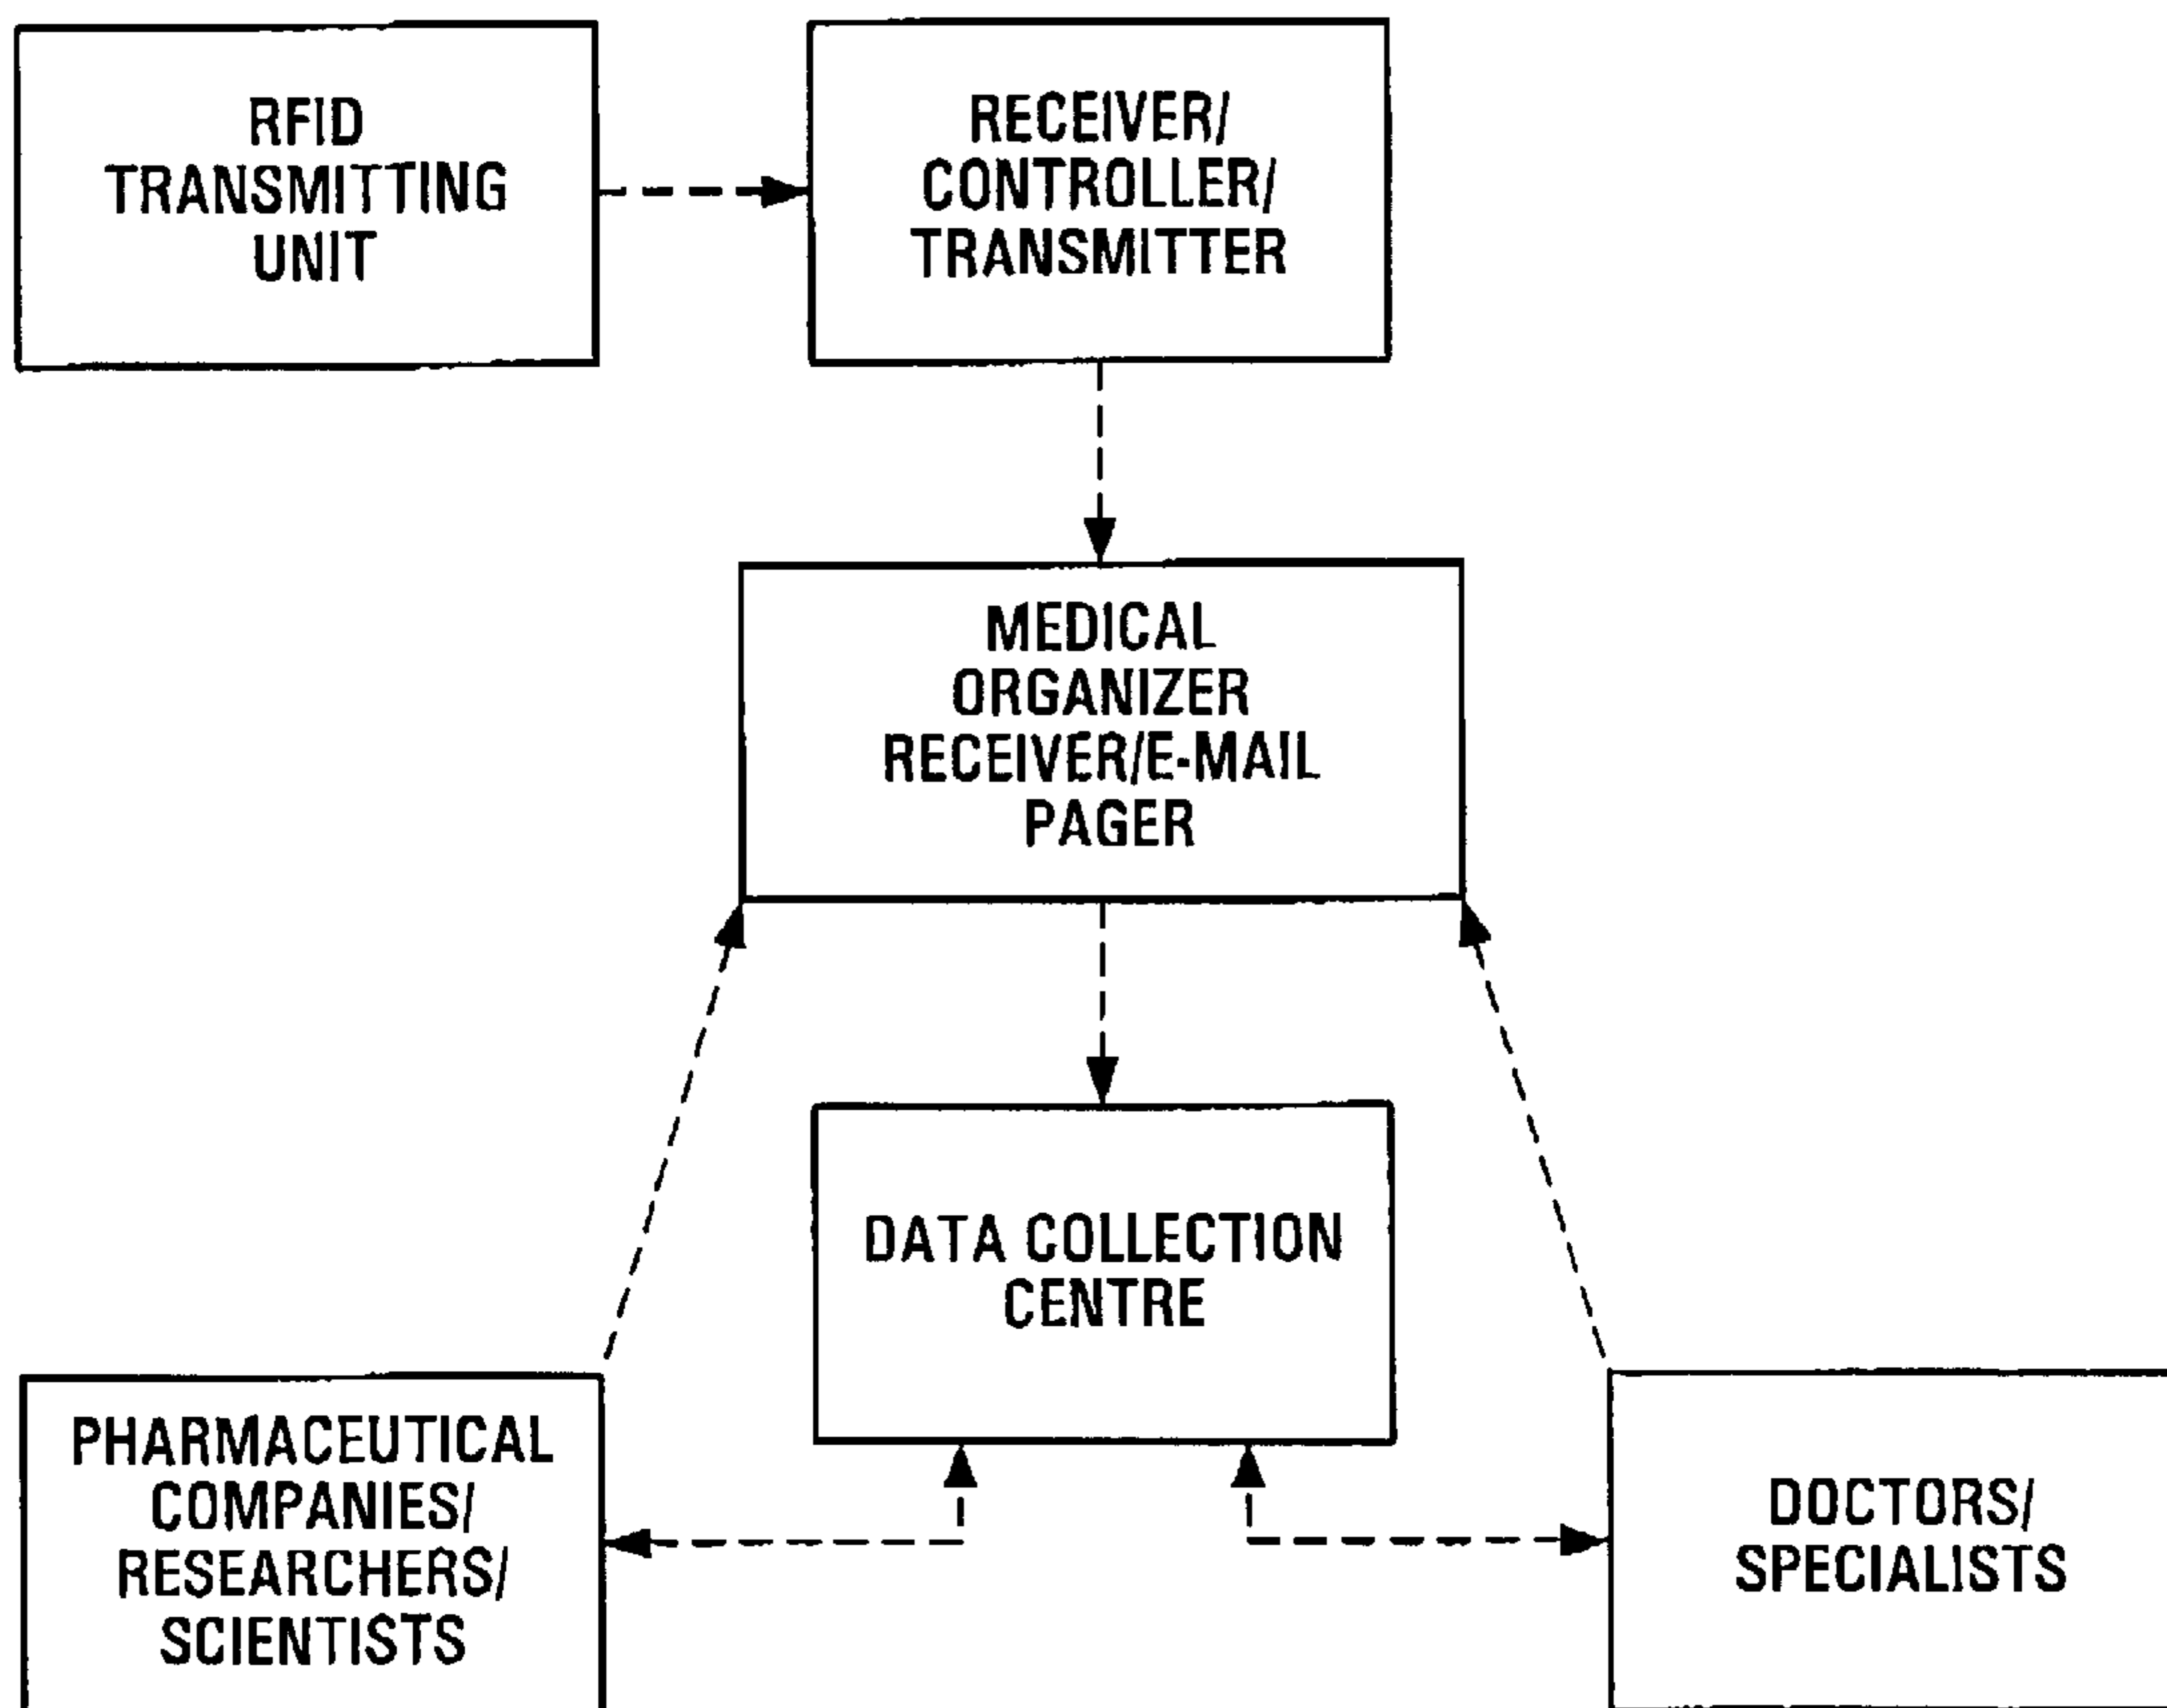 RFID
TRANSMITTING
UNIT
RECEIVER/
CONTROLLER/
TRANSMITTER
MEDICAL
ORGANIZER
RECEIVER/E-MAIL
PAGER
DATA COLLECTION
CENTRE
PHARMACEUTICAL
COMPANIES/
RESEARCHERS/
SCIENTISTS
DOCTORS/
SPECIALISTS